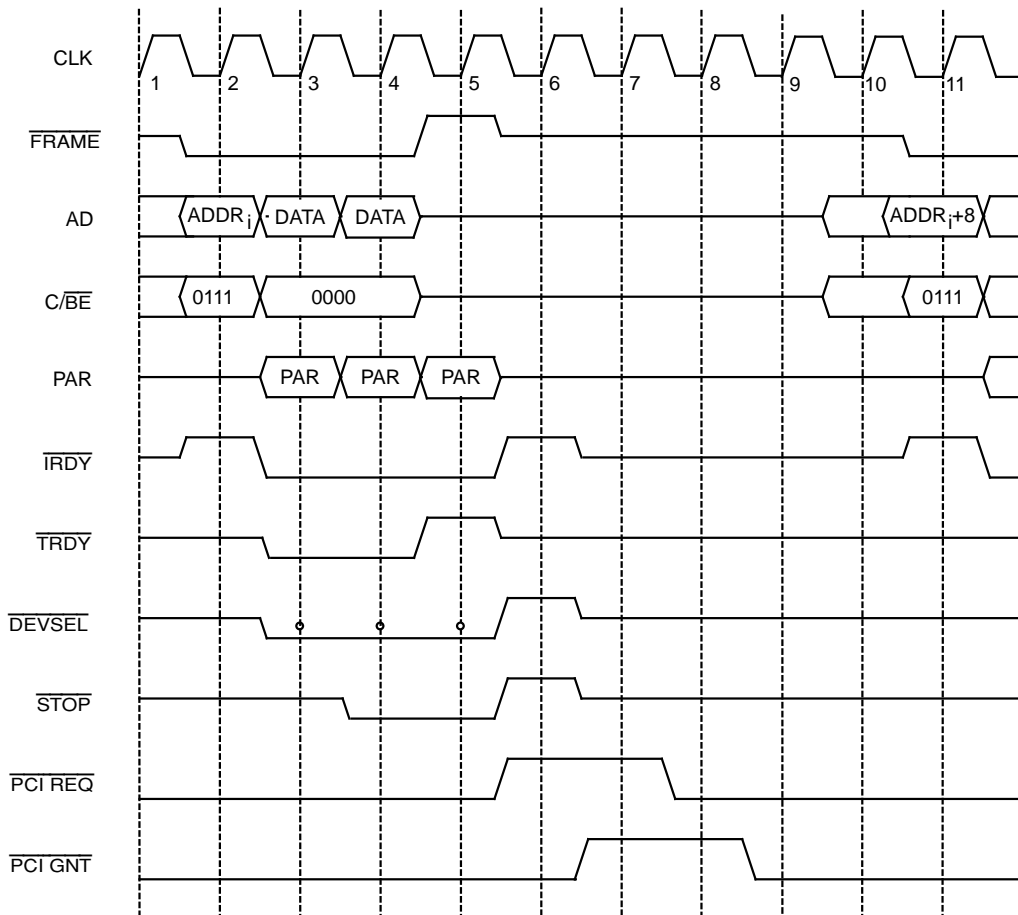 CLK
1 2 3 4 5 6 7 8 9 10 11
FRAME
AD ADDRi DATA DATA ADDRi+8
C/BE 0111 0000 0111
PAR PAR PAR PAR
IRDY
TRDY
DEVSEL
STOP
PCI REQ
PCI GNT